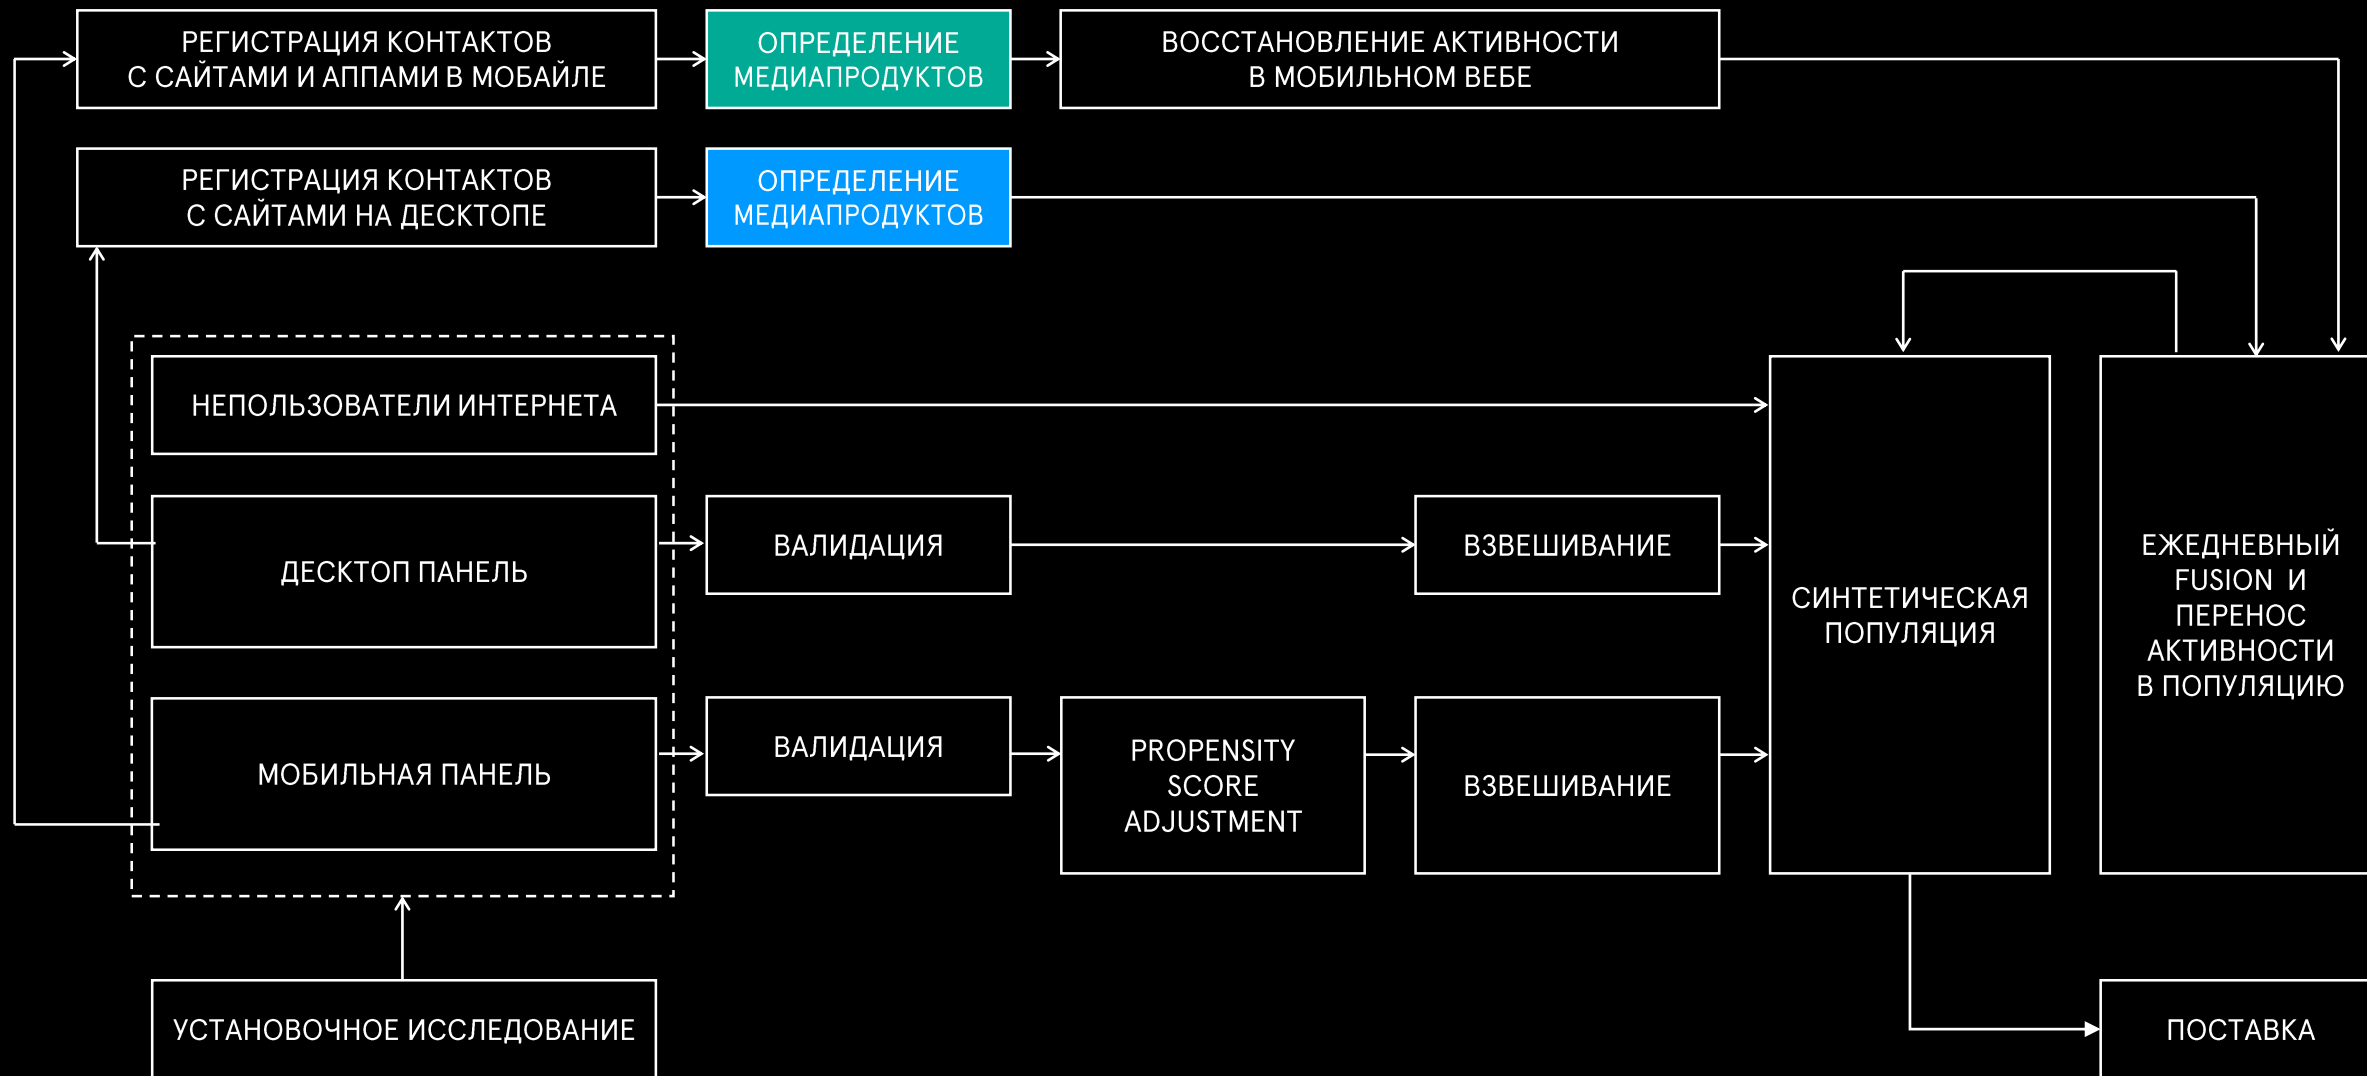 РЕГИСТРАЦИЯ КОНТАКТОВ
С САЙТАМИ И АППАМИ В МОБАЙЛЕ
ОПРЕДЕЛЕНИЕ
МЕДИАПРОДУКТОВ
ВОССТАНОВЛЕНИЕ АКТИВНОСТИ
В МОБИЛЬНОМ ВЕБЕ
РЕГИСТРАЦИЯ КОНТАКТОВ
С САЙТАМИ НА ДЕСКТОПЕ
ОПРЕДЕЛЕНИЕ
МЕДИАПРОДУКТОВ
НЕПОЛЬЗОВАТЕЛИ ИНТЕРНЕТА
ДЕСКТОП ПАНЕЛЬ
ВАЛИДАЦИЯ
ВЗВЕШИВАНИЕ
МОБИЛЬНАЯ ПАНЕЛЬ
ВАЛИДАЦИЯ
PROPENSITY
SCORE
ADJUSTMENT
ВЗВЕШИВАНИЕ
СИНТЕТИЧЕСКАЯ
ПОПУЛЯЦИЯ
ЕЖЕДНЕВНЫЙ
FUSION И
ПЕРЕНОС
АКТИВНОСТИ
В ПОПУЛЯЦИЮ
УСТАНОВОЧНОЕ ИССЛЕДОВАНИЕ
ПОСТАВКА